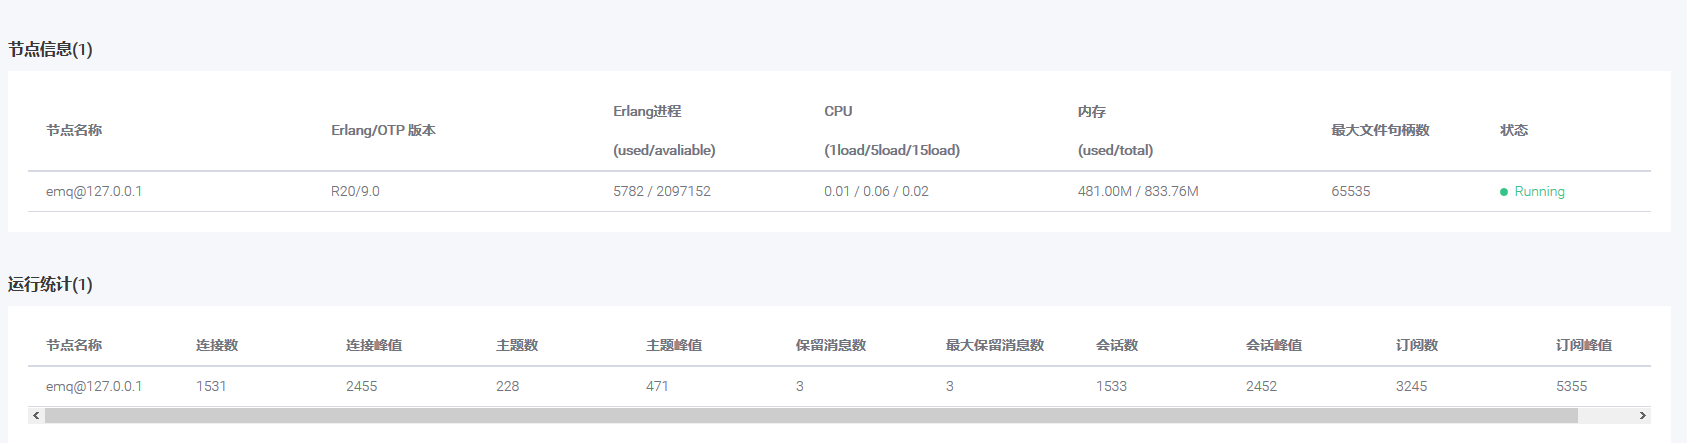 节点信息(1)
节点名称 Erlang/OTP 版本 Erlang进程 (used/avaliable) CPU (1load/5load/15load) 内存 (used/total) 最大文件句柄数 状态
emq@127.0.0.1 R20/9.0 5782 / 2097152 0.01 / 0.06 / 0.02 481.00M / 833.76M 65535 Running
运行统计(1)
节点名称 连接数 连接峰值 主题数 主题峰值 保留消息数 最大保留消息数 会话数 会话峰值 订阅数 订阅峰值
emq@127.0.0.1 1531 2455 228 471 3 3 1533 2452 3245 5355